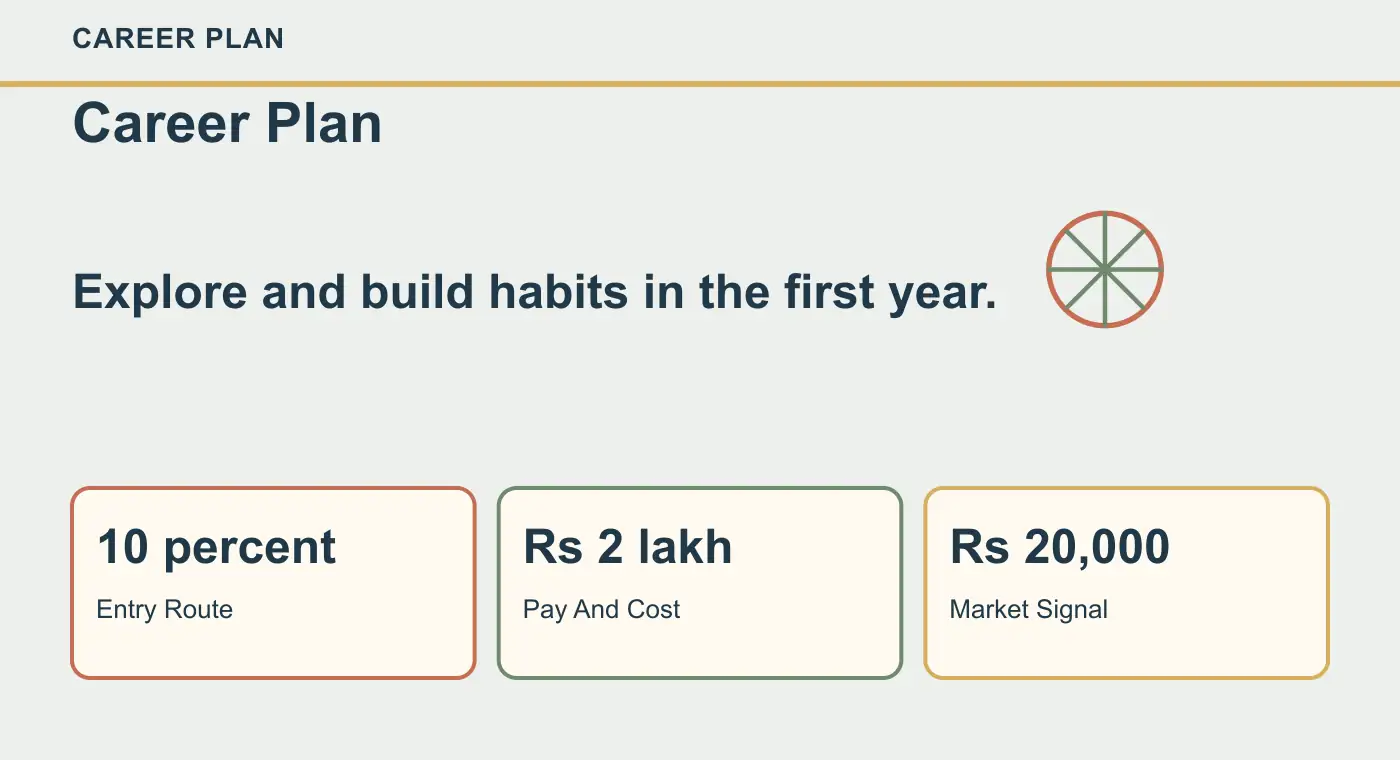 CAREER PLAN
Career Plan
Explore and build habits in the first year.
10 percent
Entry Route
Rs 2 lakh
Pay And Cost
Rs 20,000
Market Signal